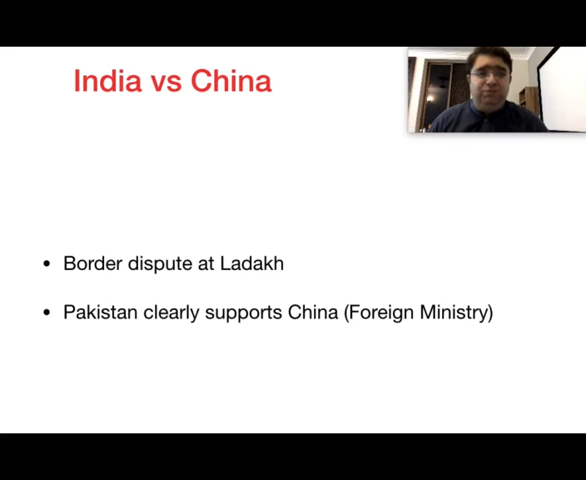 India vs China
• Border dispute at Ladakh
• Pakistan clearly supports China (Foreign Ministry)